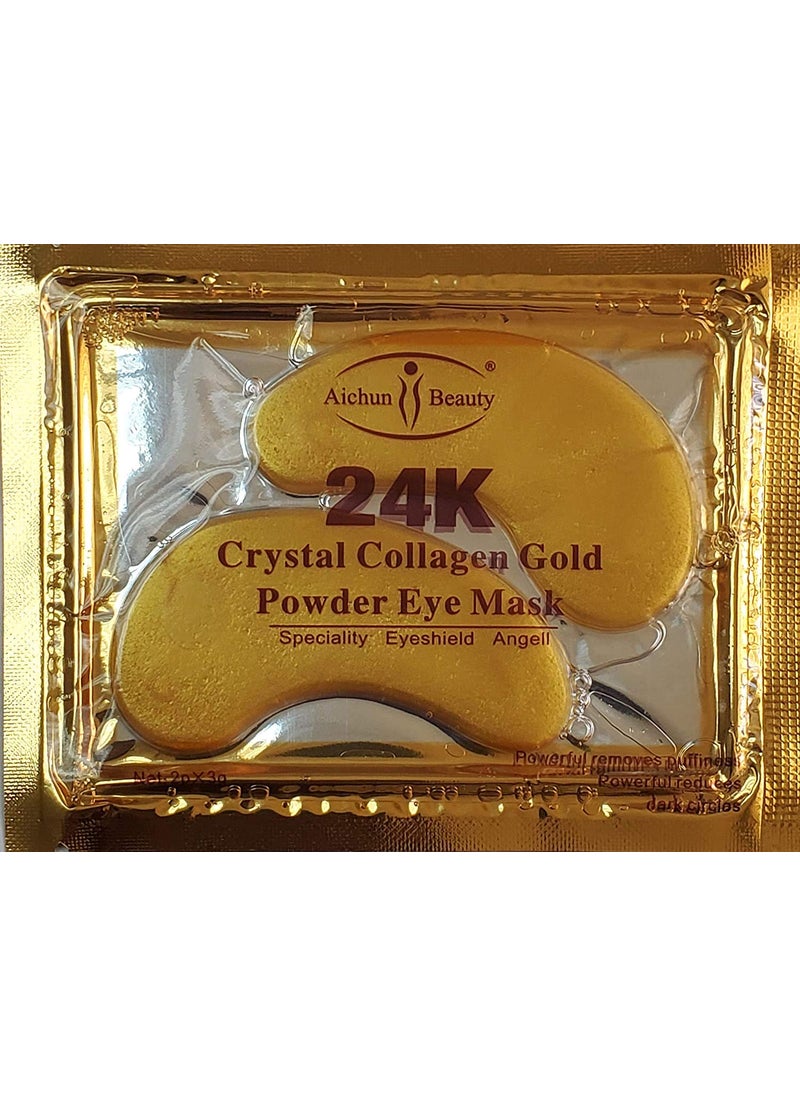 Aichun Beauty ®
24K
Crystal Collagen Gold
Powder Eye Mask
Speciality Eyeshield Angell
Powerful removes puffiness
Net: 2p×3g
Powerful reduces
dark circles